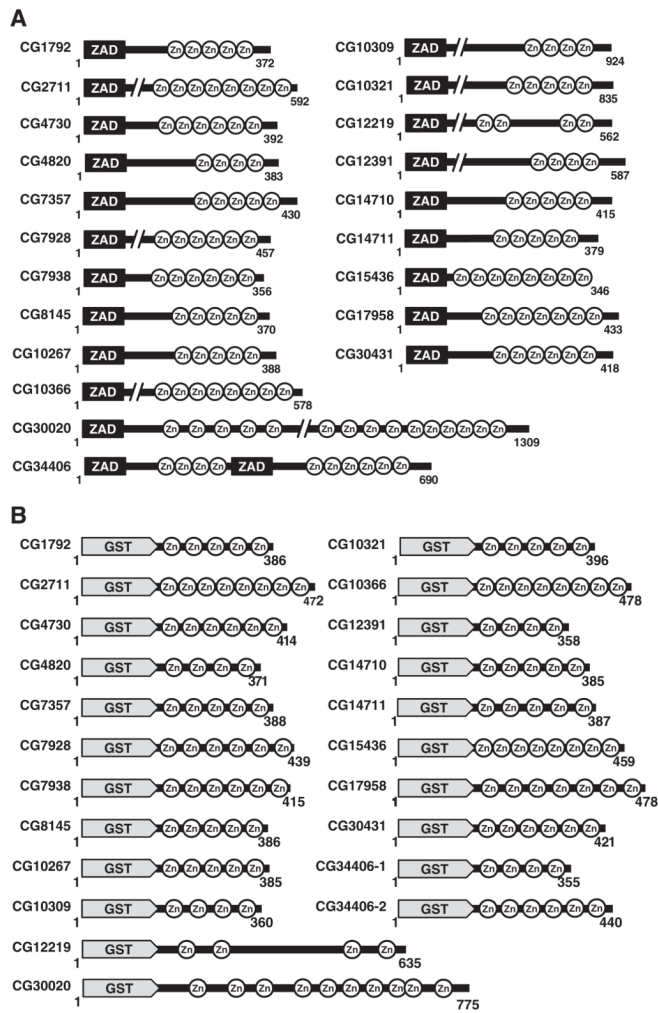 A
CG1792 ZAD Zn Zn Zn Zn Zn
1 372
CG2711 ZAD Zn Zn Zn Zn Zn Zn Zn Zn
1 592
CG4730 ZAD Zn Zn Zn Zn Zn Zn
1 392
CG4820 ZAD Zn Zn Zn Zn
1 383
CG7357 ZAD Zn Zn Zn Zn Zn
1 430
CG7928 ZAD Zn Zn Zn Zn Zn Zn
1 457
CG7938 ZAD Zn Zn Zn Zn Zn Zn
1 356
CG8145 ZAD Zn Zn Zn Zn Zn
1 370
CG10267 ZAD Zn Zn Zn Zn Zn
1 388
CG10366 ZAD Zn Zn Zn Zn Zn Zn Zn Zn
1 578
CG30020 ZAD Zn Zn Zn Zn Zn Zn Zn Zn Zn Zn Zn Zn Zn Zn Zn
1 1309
CG34406 ZAD Zn Zn Zn Zn ZAD Zn Zn Zn Zn Zn Zn
1 690
CG10309 ZAD Zn Zn Zn Zn
1 924
CG10321 ZAD Zn Zn Zn Zn Zn
1 835
CG12219 ZAD Zn Zn Zn Zn
1 562
CG12391 ZAD Zn Zn Zn Zn
1 587
CG14710 ZAD Zn Zn Zn Zn Zn
1 415
CG14711 ZAD Zn Zn Zn Zn Zn
1 379
CG15436 ZAD Zn Zn Zn Zn Zn Zn Zn Zn
1 346
CG17958 ZAD Zn Zn Zn Zn Zn Zn Zn
1 433
CG30431 ZAD Zn Zn Zn Zn Zn Zn
1 418
B
CG1792 GST Zn Zn Zn Zn Zn
1 386
CG2711 GST Zn Zn Zn Zn Zn Zn Zn Zn
1 472
CG4730 GST Zn Zn Zn Zn Zn Zn
1 414
CG4820 GST Zn Zn Zn Zn
1 371
CG7357 GST Zn Zn Zn Zn Zn
1 388
CG7928 GST Zn Zn Zn Zn Zn Zn
1 439
CG7938 GST Zn Zn Zn Zn Zn Zn
1 415
CG8145 GST Zn Zn Zn Zn Zn
1 386
CG10267 GST Zn Zn Zn Zn Zn
1 385
CG10309 GST Zn Zn Zn Zn
1 360
CG12219 GST Zn Zn Zn Zn
1 635
CG30020 GST Zn Zn Zn Zn Zn Zn Zn Zn Zn Zn
1 775
CG10321 GST Zn Zn Zn Zn Zn
1 396
CG10366 GST Zn Zn Zn Zn Zn Zn Zn Zn
1 478
CG12391 GST Zn Zn Zn Zn
1 358
CG14710 GST Zn Zn Zn Zn Zn
1 385
CG14711 GST Zn Zn Zn Zn Zn
1 387
CG15436 GST Zn Zn Zn Zn Zn Zn Zn Zn
1 459
CG17958 GST Zn Zn Zn Zn Zn Zn Zn
1 478
CG30431 GST Zn Zn Zn Zn Zn Zn
1 421
CG34406-1 GST Zn Zn Zn Zn
1 355
CG34406-2 GST Zn Zn Zn Zn Zn Zn
1 440